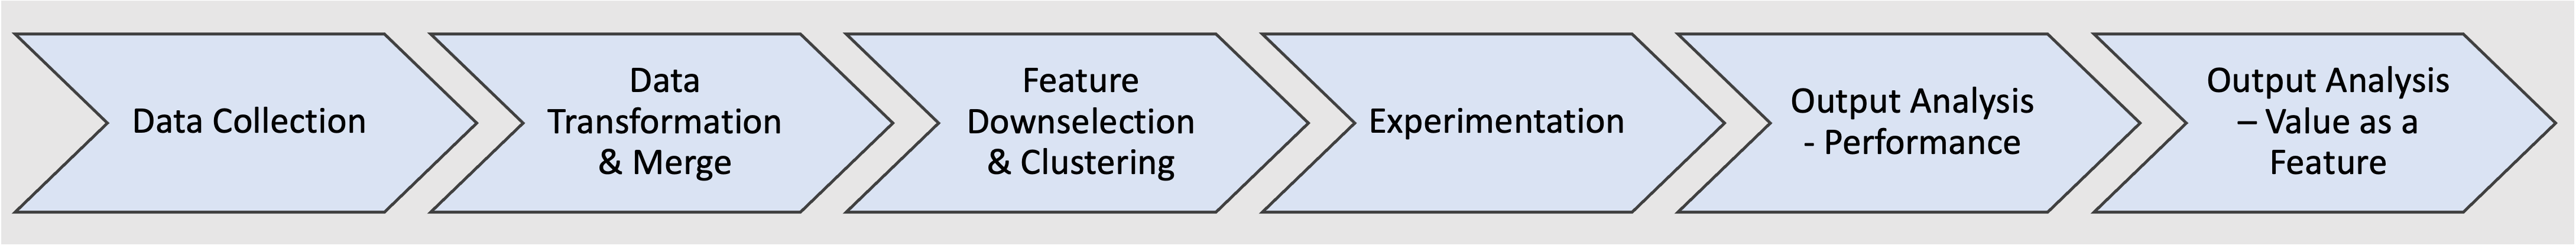 Data Collection
Data
Transformation
& Merge
Feature
Downselection
& Clustering
Experimentation
Output Analysis
- Performance
Output Analysis
– Value as a
Feature